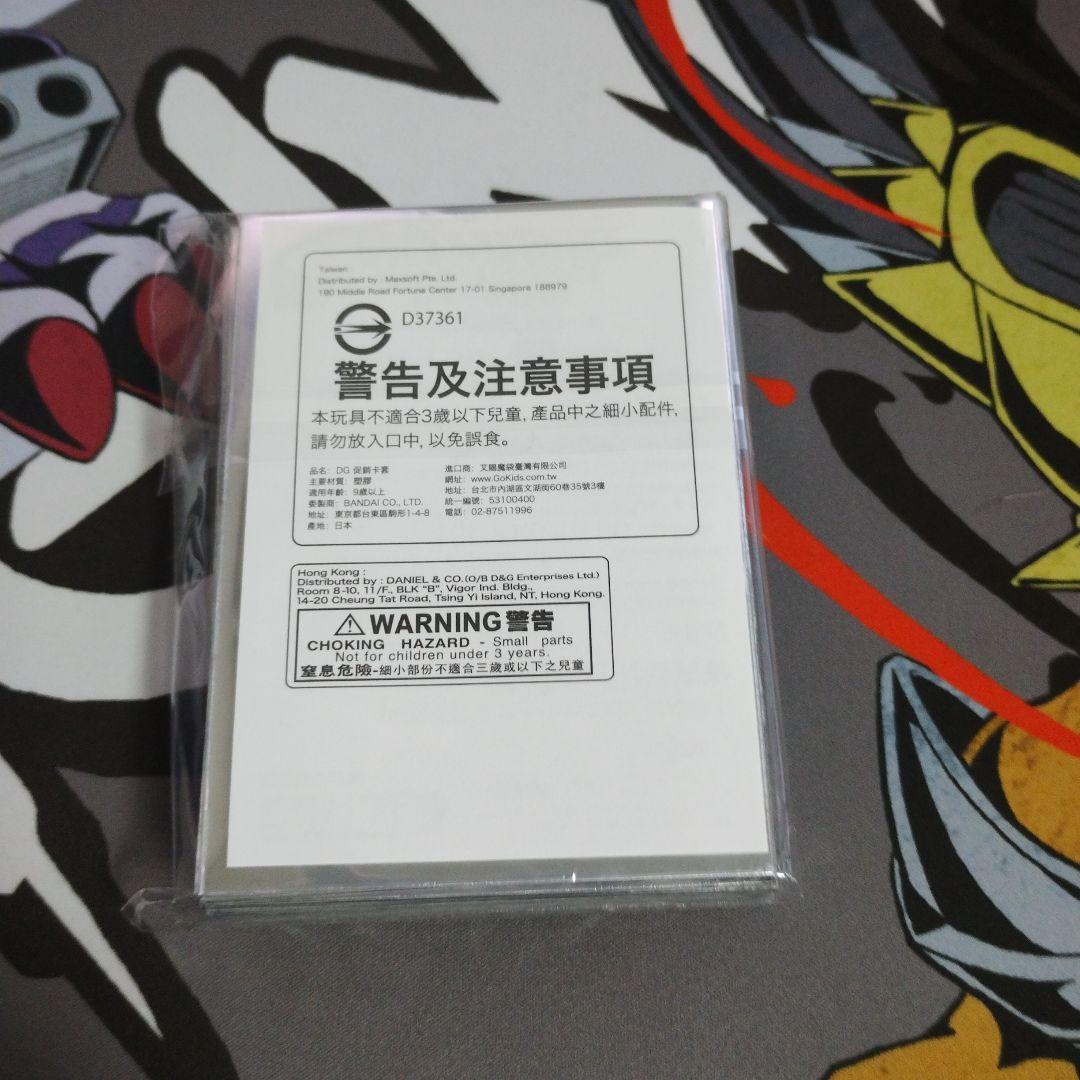 Taiwan
Distributed by : Maxsoft Pte. Ltd.
190 Middle Road Fortune Center 17-01 Singapore 188979
D37361
警告及注意事項
本玩具不適合3歲以下兒童, 產品中之細小配件,
請勿放入口中, 以免誤食。
品名: DG 促銷卡套
主要材質: 塑膠
適用年齡: 9歲以上
委製商: BANDAI CO., LTD.
地址: 東京都台東區駒形1-4-8
產地: 日本
進口商: 艾賜魔袋臺灣有限公司
網址: www.GoKids.com.tw
地址: 台北市內湖區文湖街60巷35號3樓
統一編號: 53100400
電話: 02-87511996
Hong Kong :
Distributed by : DANIEL & CO.(O/B D&G Enterprises Ltd.)
Room 8-10, 11/F., BLK "B", Vigor Ind. Bldg.,
14-20 Cheung Tat Road, Tsing Yi Island, NT, Hong Kong.
WARNING 警告
CHOKING HAZARD - Small parts
Not for children under 3 years.
窒息危險-細小部份不適合三歲或以下之兒童